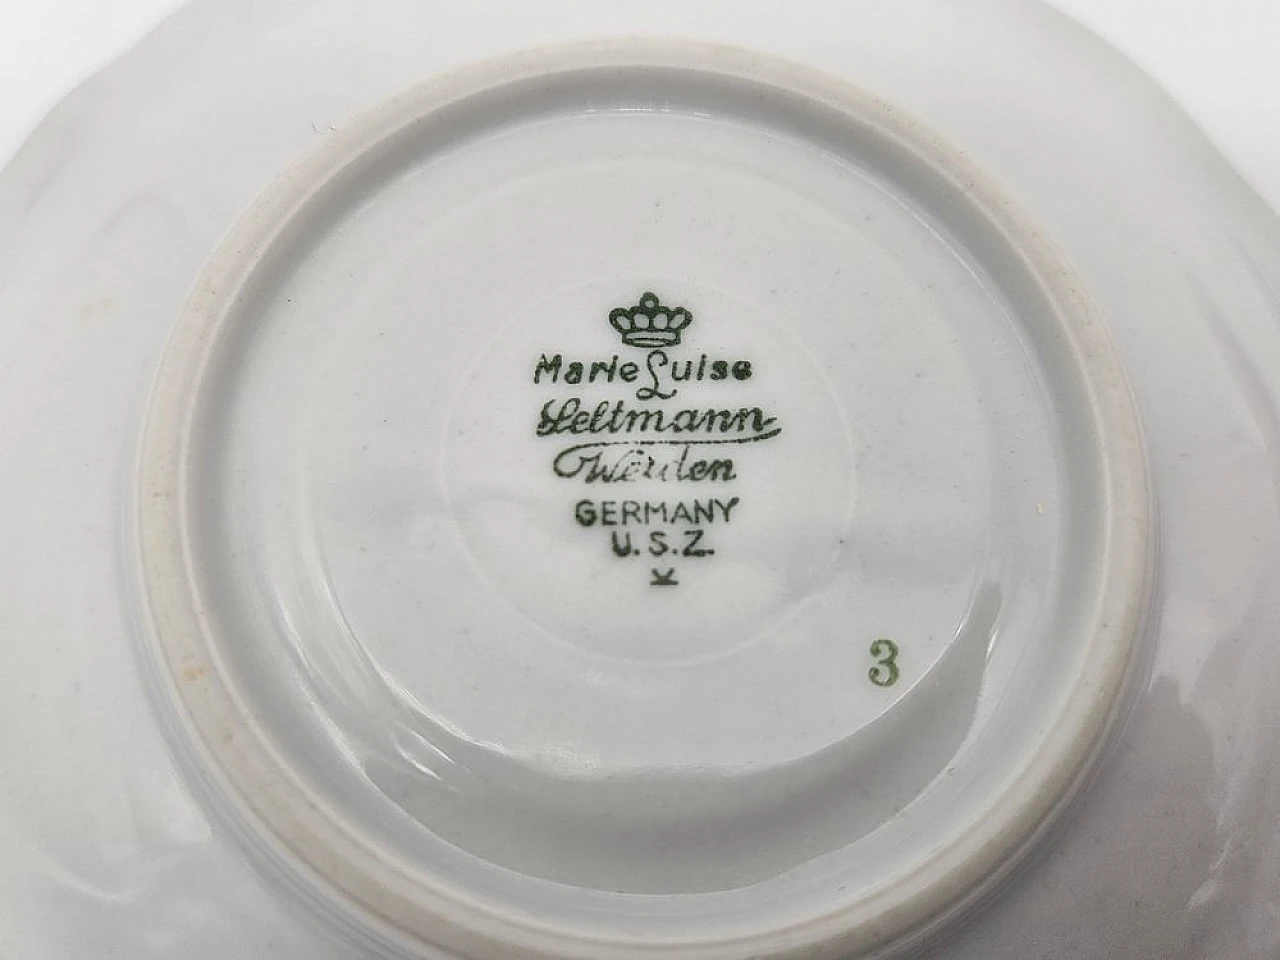 Marie Luise
Seltmann
Weiden
GERMANY
U.S.Z.
K
3